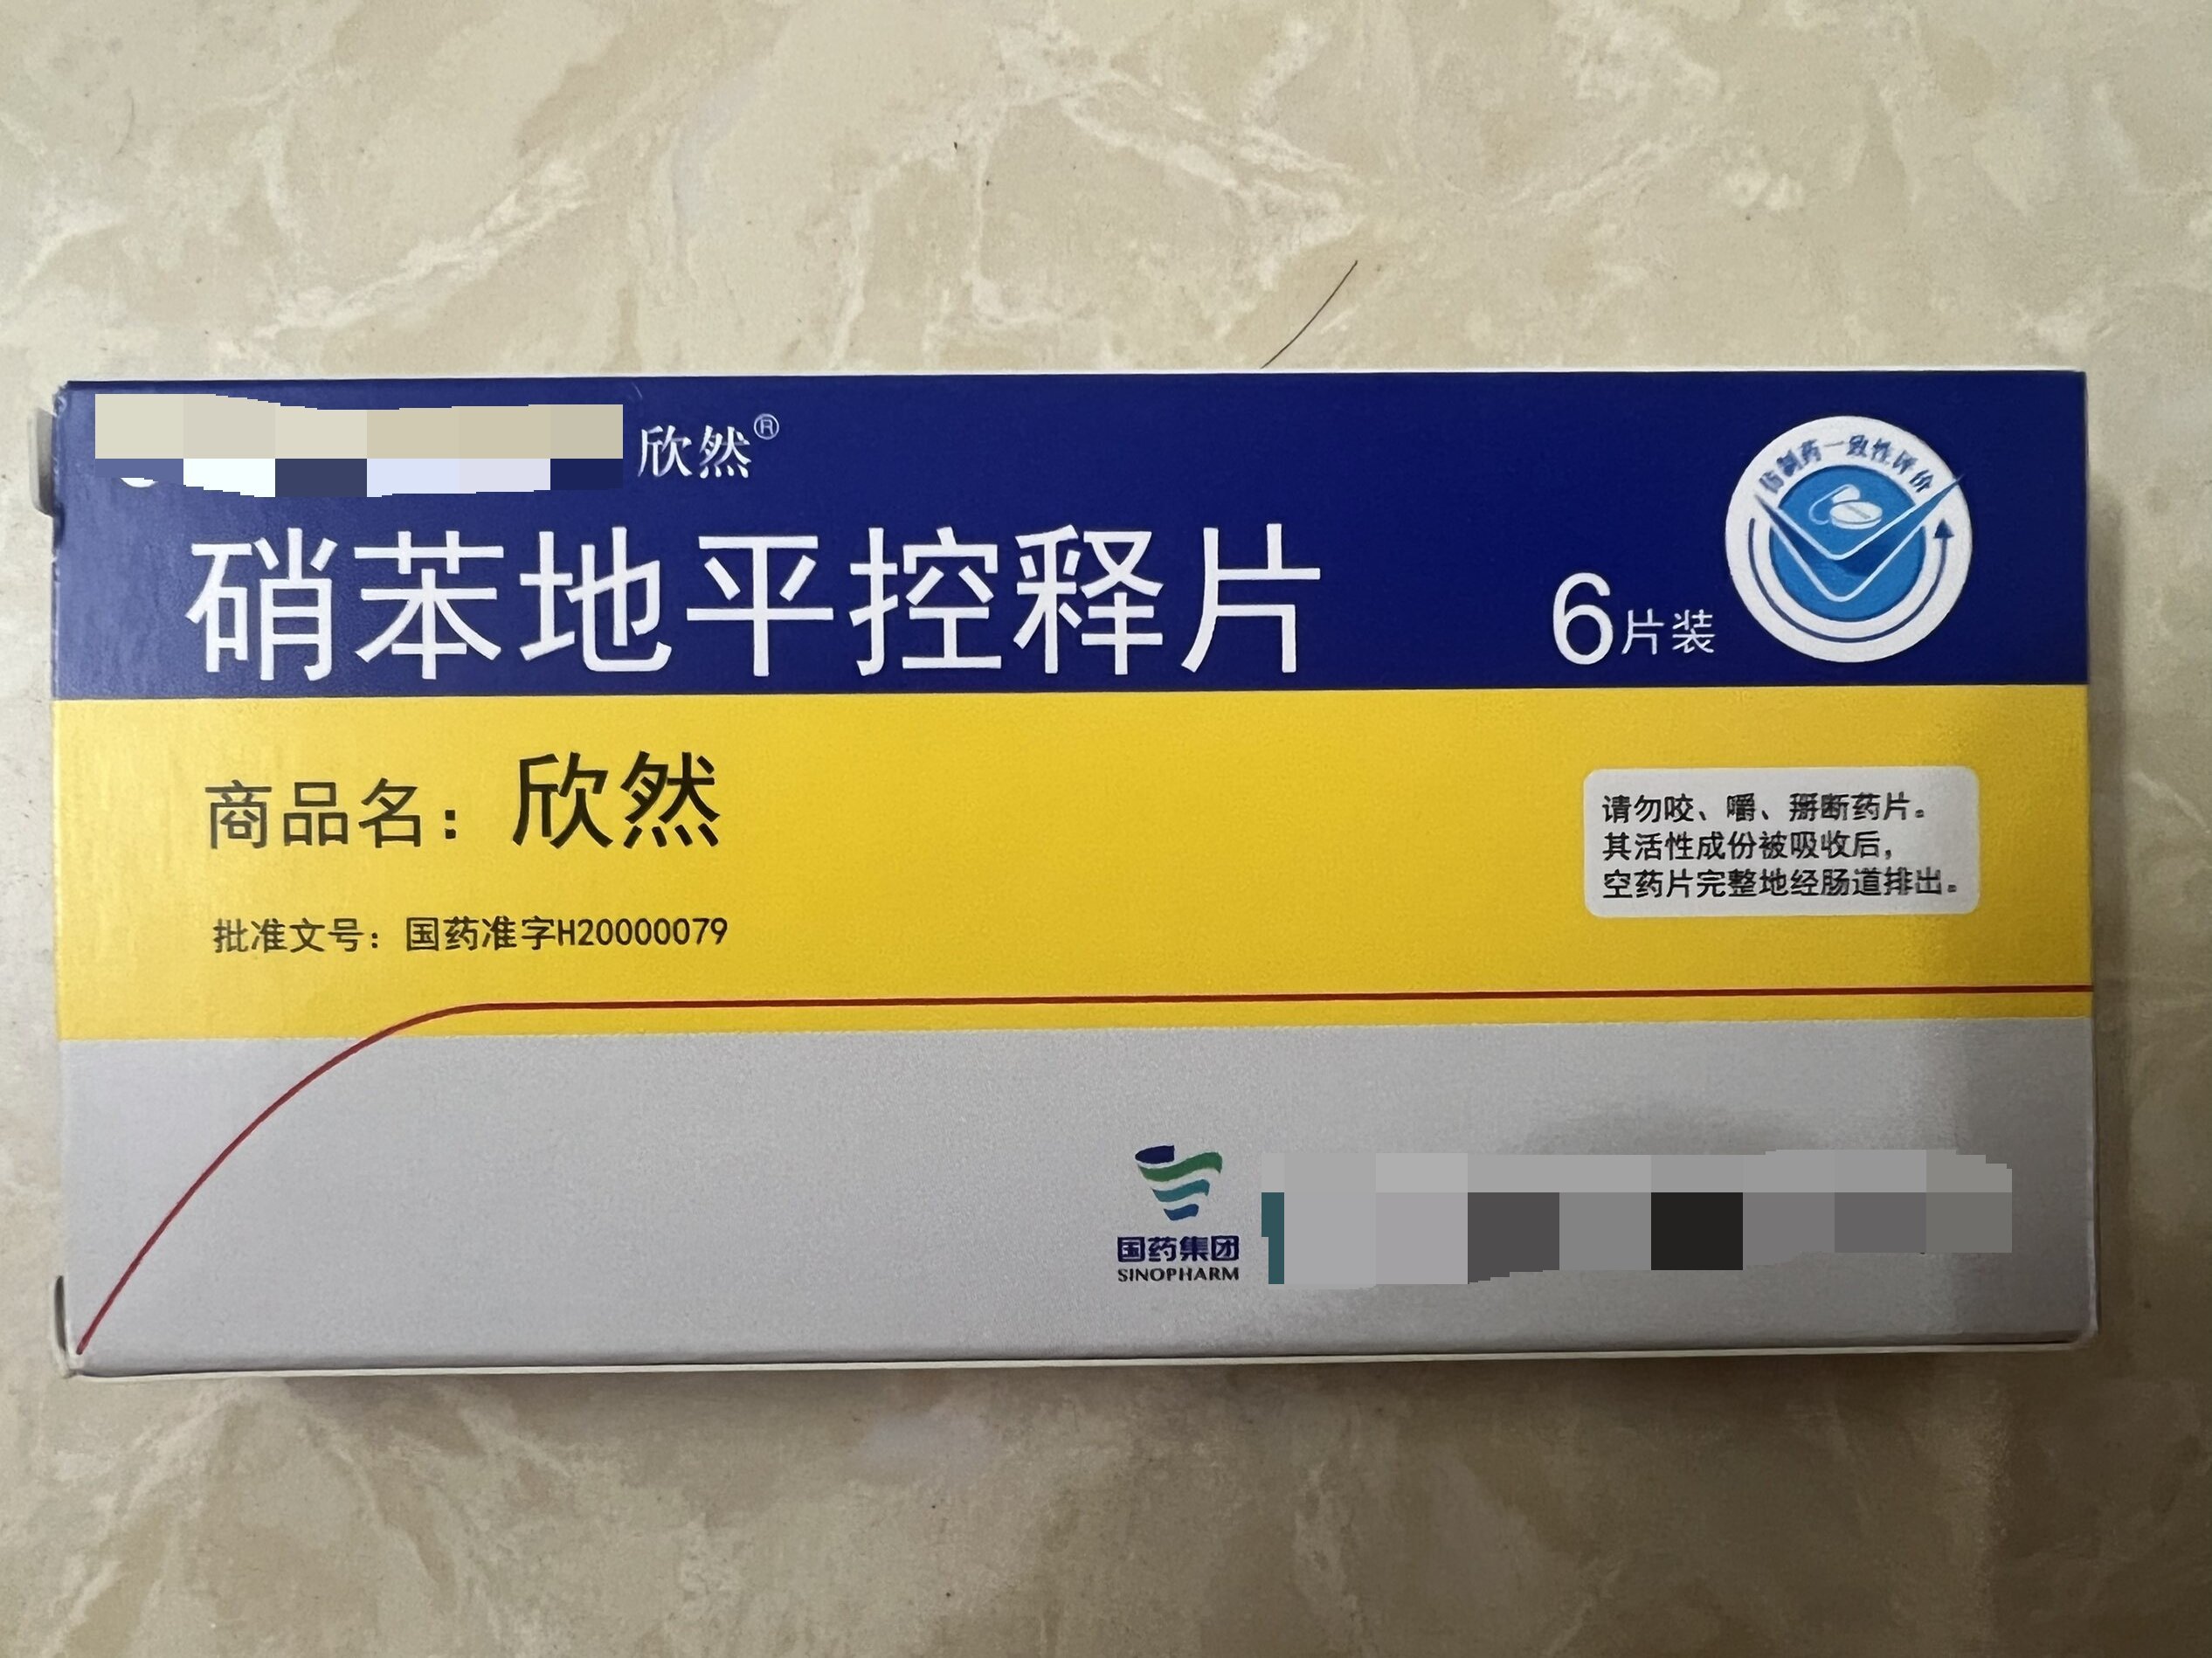 欣然®
硝苯地平控释片
6片装
仿制药一致性评价
商品名：欣然
请勿咬、嚼、掰断药片。
其活性成份被吸收后，
空药片完整地经肠道排出。
批准文号：国药准字H20000079
国药集团
SINOPHARM